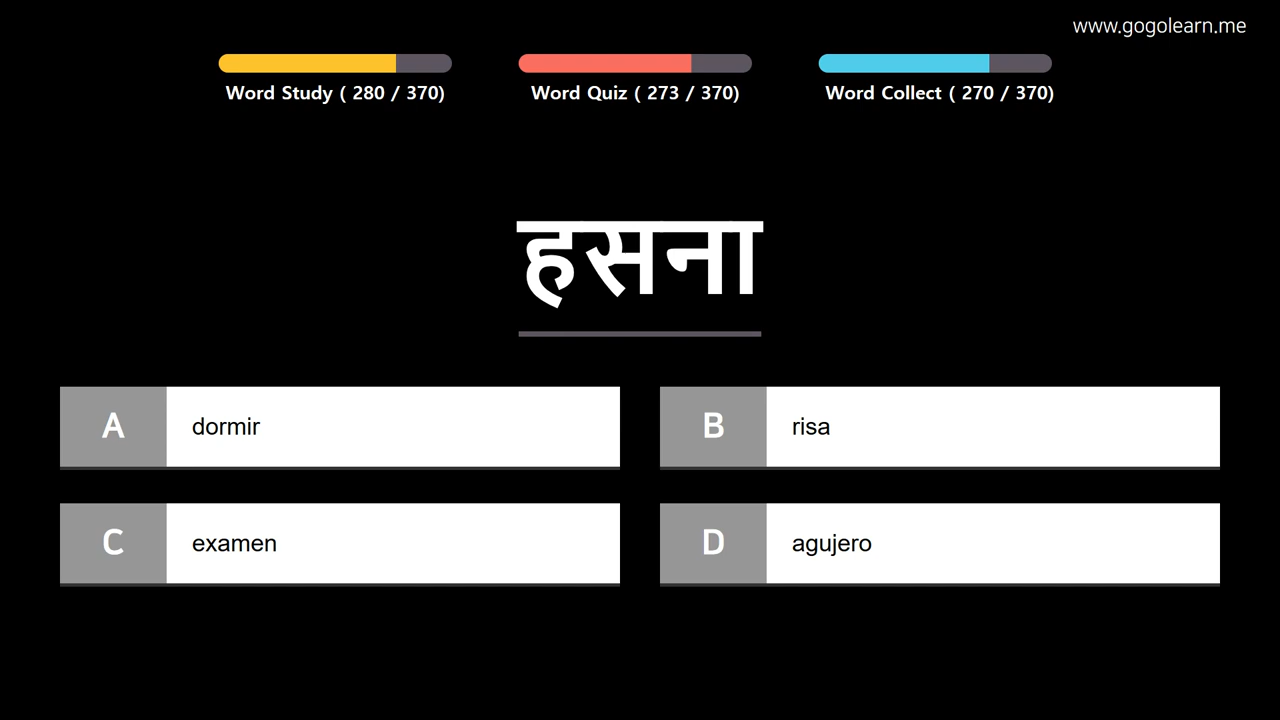 www.gogolearn.me
Word Study ( 280 / 370)
Word Quiz ( 273 / 370)
Word Collect ( 270 / 370)
हसना
A dormir
B risa
C examen
D agujero